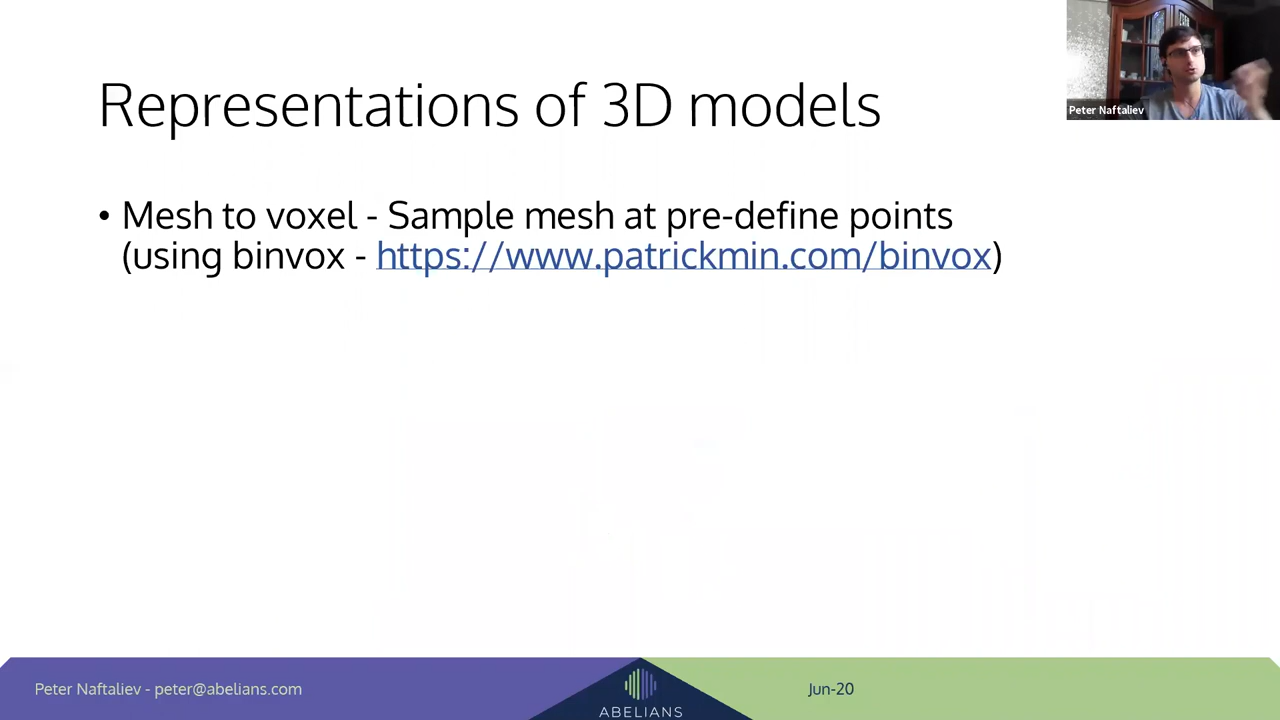 Representations of 3D models
Peter Naftaliev
• Mesh to voxel - Sample mesh at pre-define points
(using binvox - https://www.patrickmin.com/binvox)
Peter Naftaliev - peter@abelians.com
ABELIANS
Jun-20